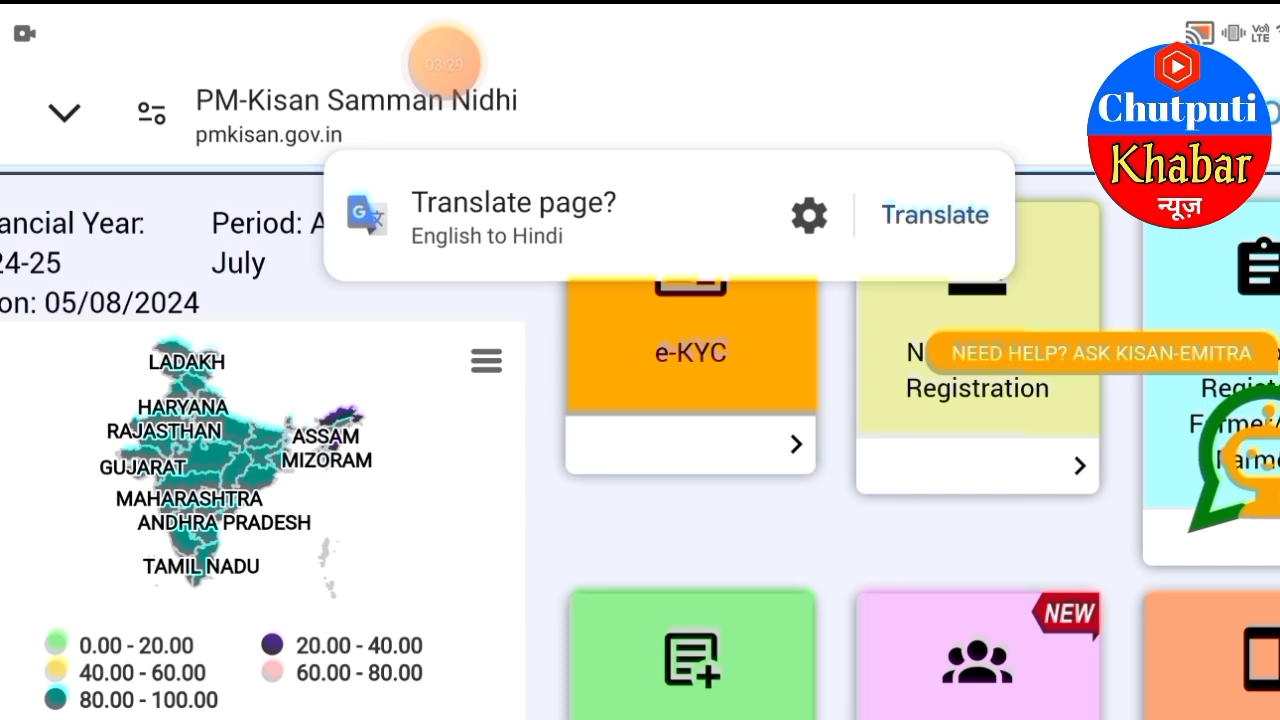 03:29
VoI)
LTE
PM-Kisan Samman Nidhi
pmkisan.gov.in
Chutputi
Khabar
न्यूज़
Translate page?
English to Hindi
Translate
ancial Year:
24-25
on: 05/08/2024
Period: A
July
e-KYC
N
Registration
NEED HELP? ASK KISAN-EMITRA
LADAKH
HARYANA
RAJASTHAN
ASSAM
GUJARAT
MIZORAM
MAHARASHTRA
ANDHRA PRADESH
TAMIL NADU
0.00 - 20.00
20.00 - 40.00
40.00 - 60.00
60.00 - 80.00
80.00 - 100.00
NEW